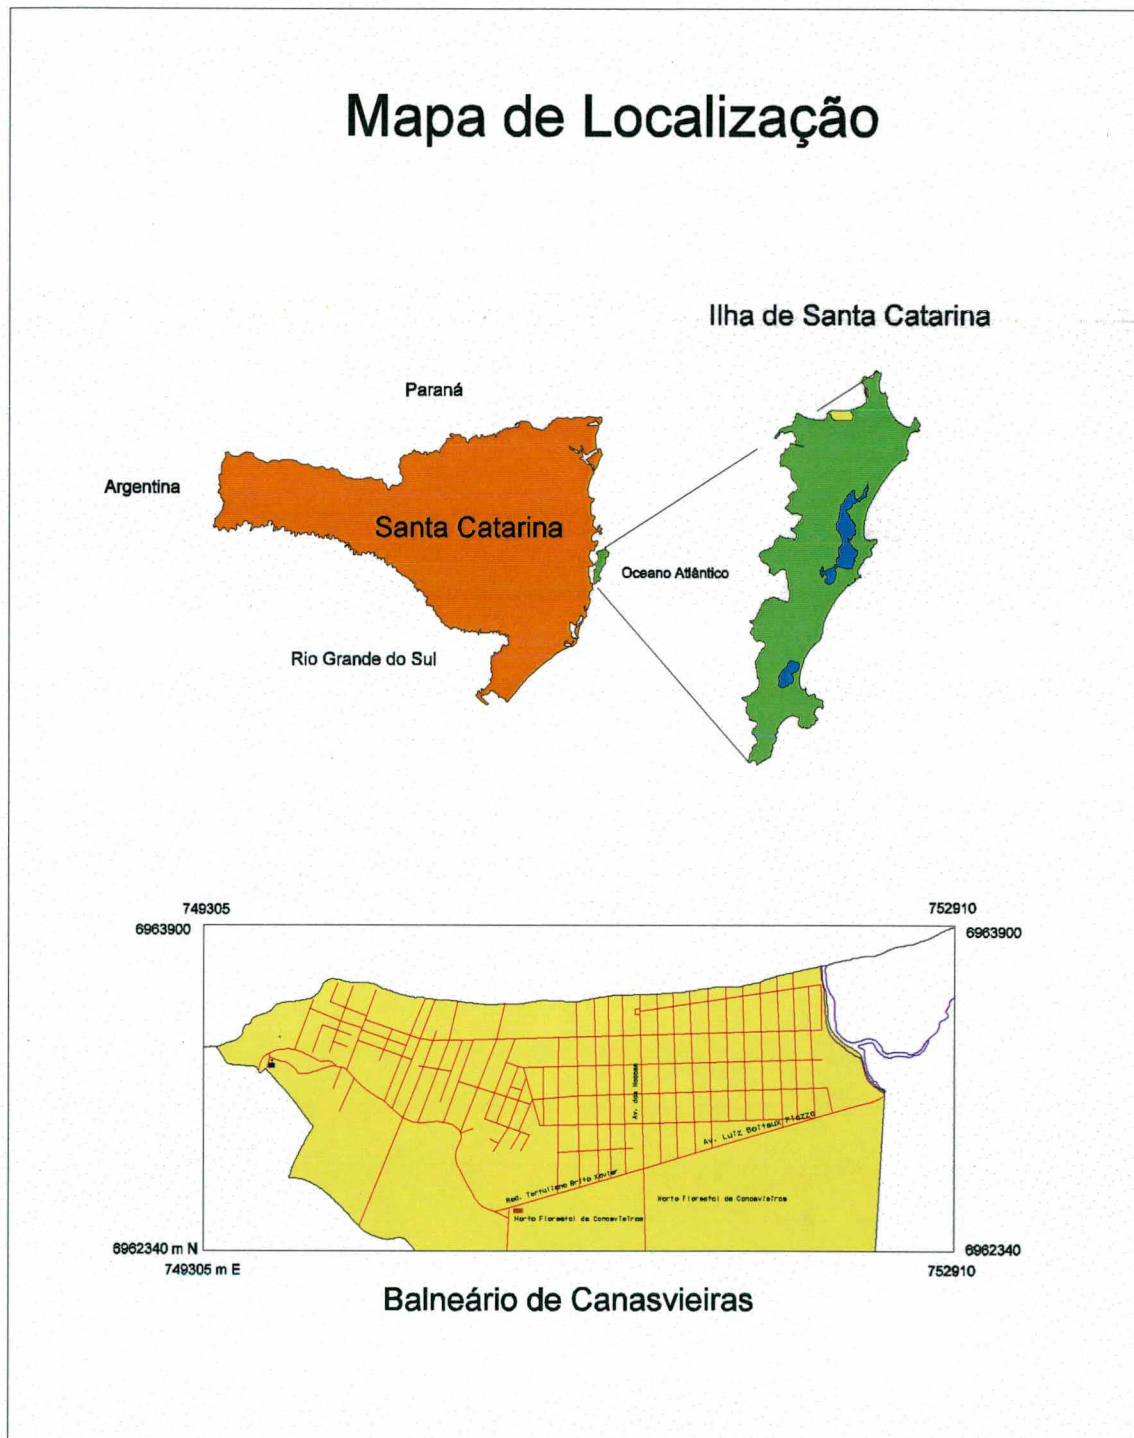 Mapa de Localização
Ilha de Santa Catarina
Paraná
Argentina
Santa Catarina
Oceano Atlântico
Rio Grande do Sul
749305
752910
6963900
6963900
Av. das Nacoes
Av. Luiz Boiteux Piazza
Rod. Tertuliano Brito Xavier
Horto Florestal de Canasvieiras
Horto Florestal de Canasvieiras
6962340 m N
6962340
749305 m E
752910
Balneário de Canasvieiras